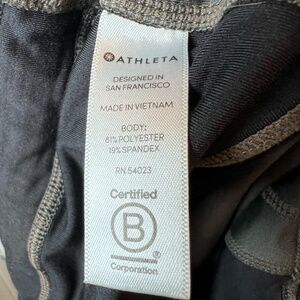 ATHLETA
DESIGNED IN
SAN FRANCISCO
MADE IN VIETNAM
BODY:
81% POLYESTER
19% SPANDEX
RN 54023
Certified
B
Corporation